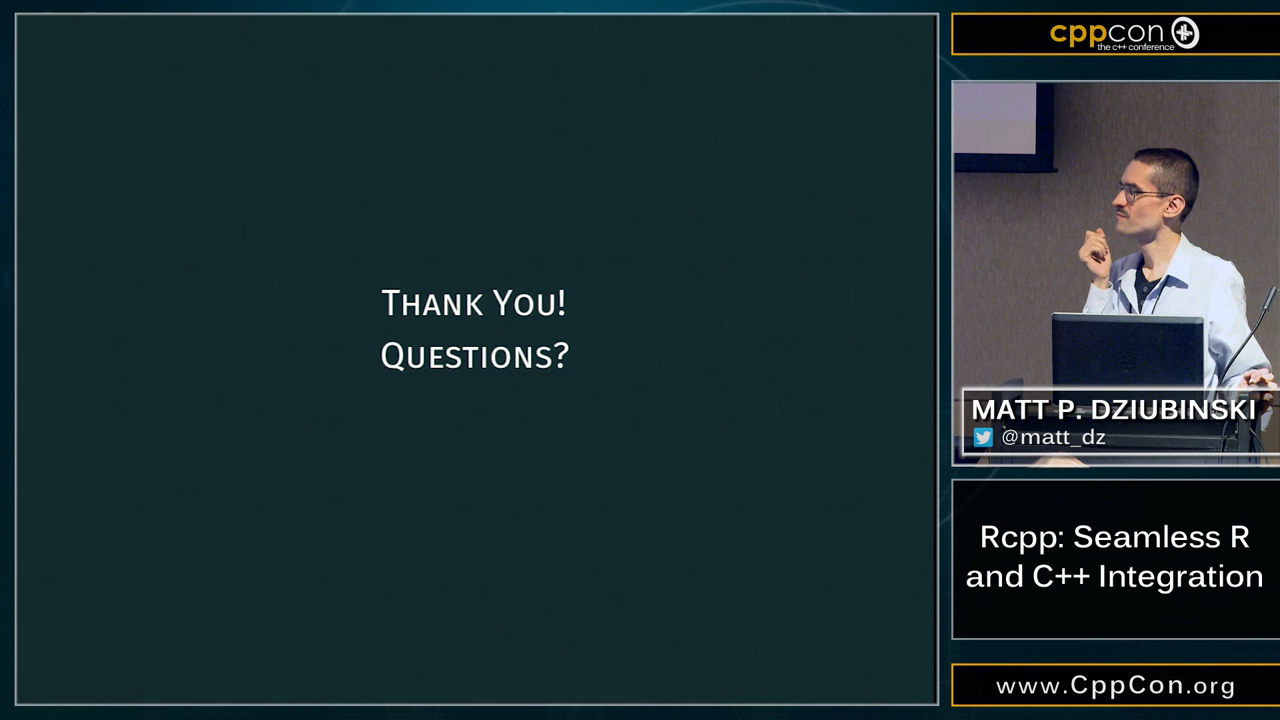 Thank You!
Questions?
cppcon
the c++ conference
MATT P. DZIUBINSKI
@matt_dz
Rcpp: Seamless R
and C++ Integration
www.CppCon.org